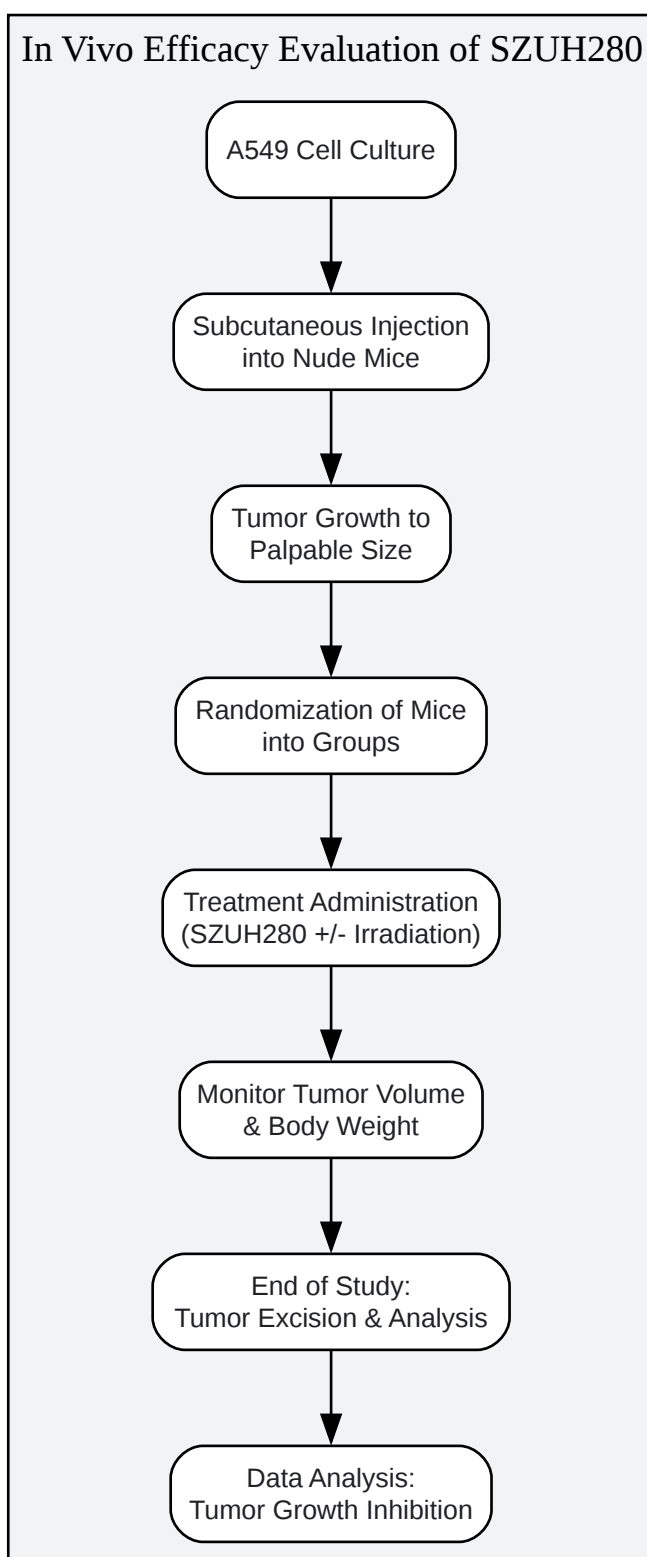 In Vivo Efficacy Evaluation of SZUH280
A549 Cell Culture
Subcutaneous Injection
into Nude Mice
Tumor Growth to
Palpable Size
Randomization of Mice
into Groups
Treatment Administration
(SZUH280 +/- Irradiation)
Monitor Tumor Volume
& Body Weight
End of Study:
Tumor Excision & Analysis
Data Analysis:
Tumor Growth Inhibition